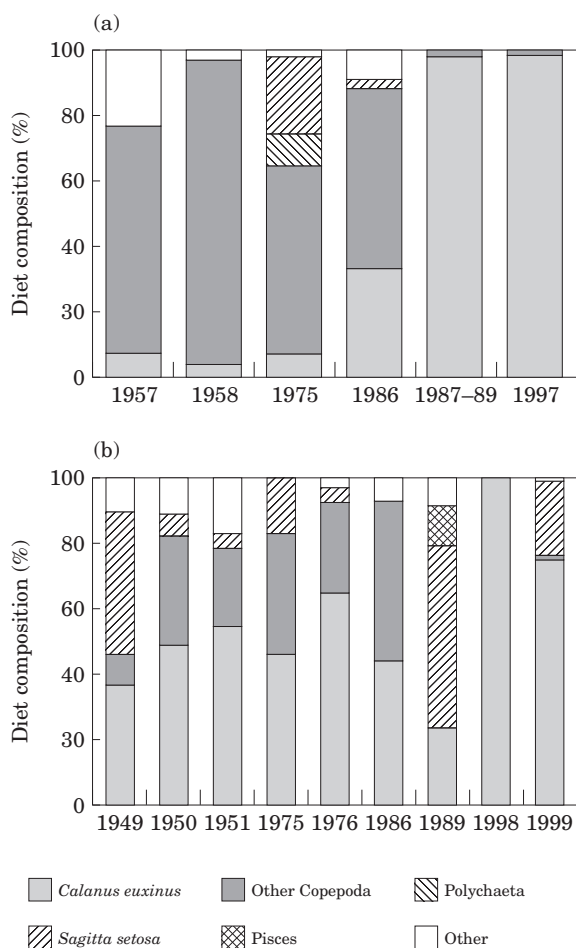 (a)
100
80
60
40
30
0
Diet composition (%)
1957 1958 1975 1986 1987–89 1997
(b)
100
80
60
40
30
0
Diet composition (%)
1949 1950 1951 1975 1976 1986 1989 1998 1999
Calanus euxinus Other Copepoda Polychaeta
Sagitta setosa Pisces Other